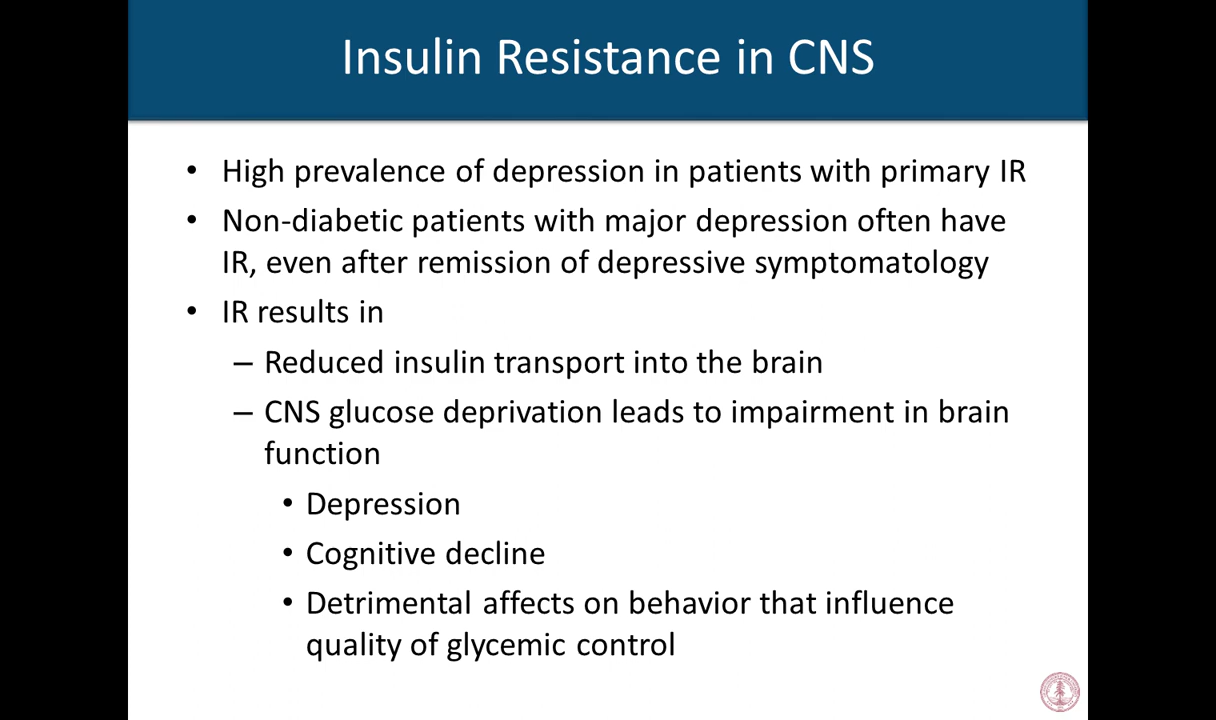 Insulin Resistance in CNS
• High prevalence of depression in patients with primary IR
• Non-diabetic patients with major depression often have
IR, even after remission of depressive symptomatology
• IR results in
– Reduced insulin transport into the brain
– CNS glucose deprivation leads to impairment in brain
function
• Depression
• Cognitive decline
• Detrimental affects on behavior that influence
quality of glycemic control